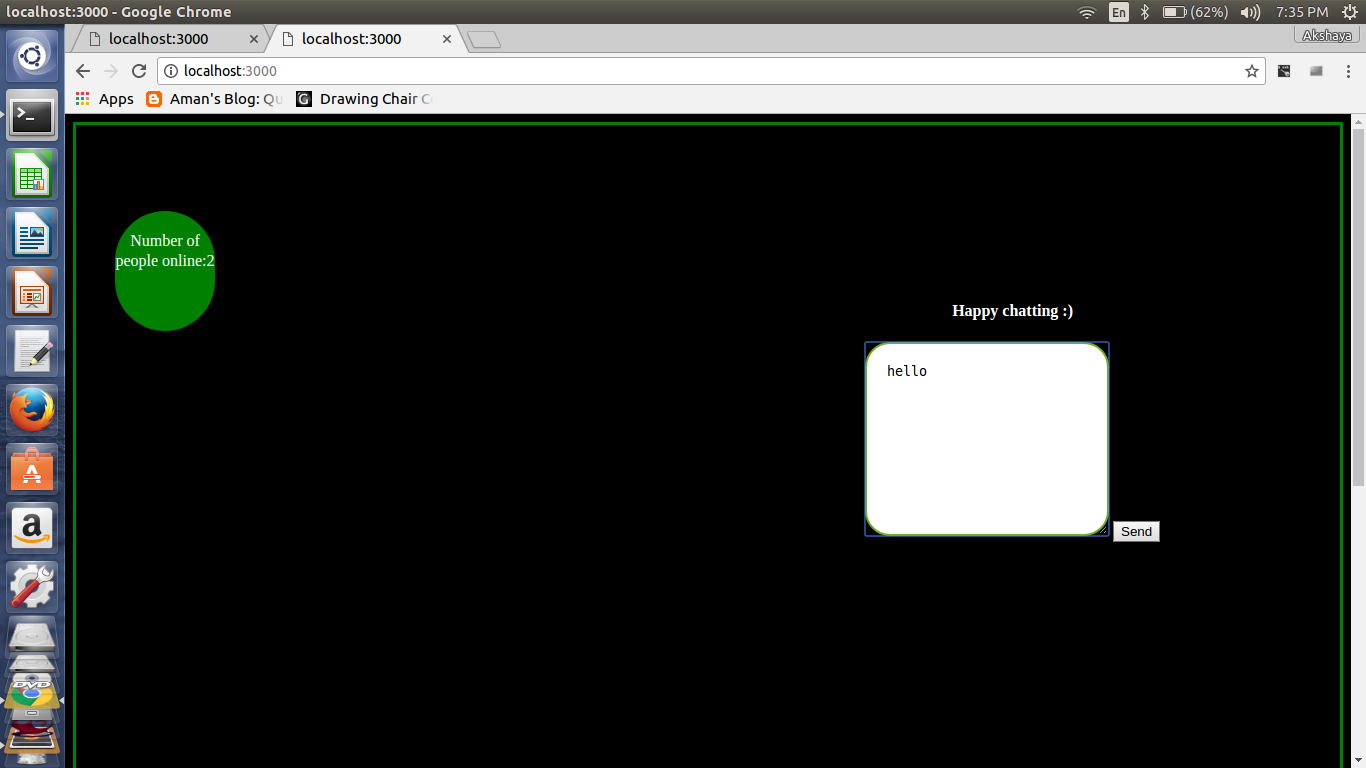 localhost:3000 - Google Chrome
En
(62%)
7:35 PM
localhost:3000
localhost:3000
Akshaya
localhost:3000
Apps
Aman's Blog: Qu
Drawing Chair C
Number of
people online:2
Happy chatting :)
hello
Send
DVD